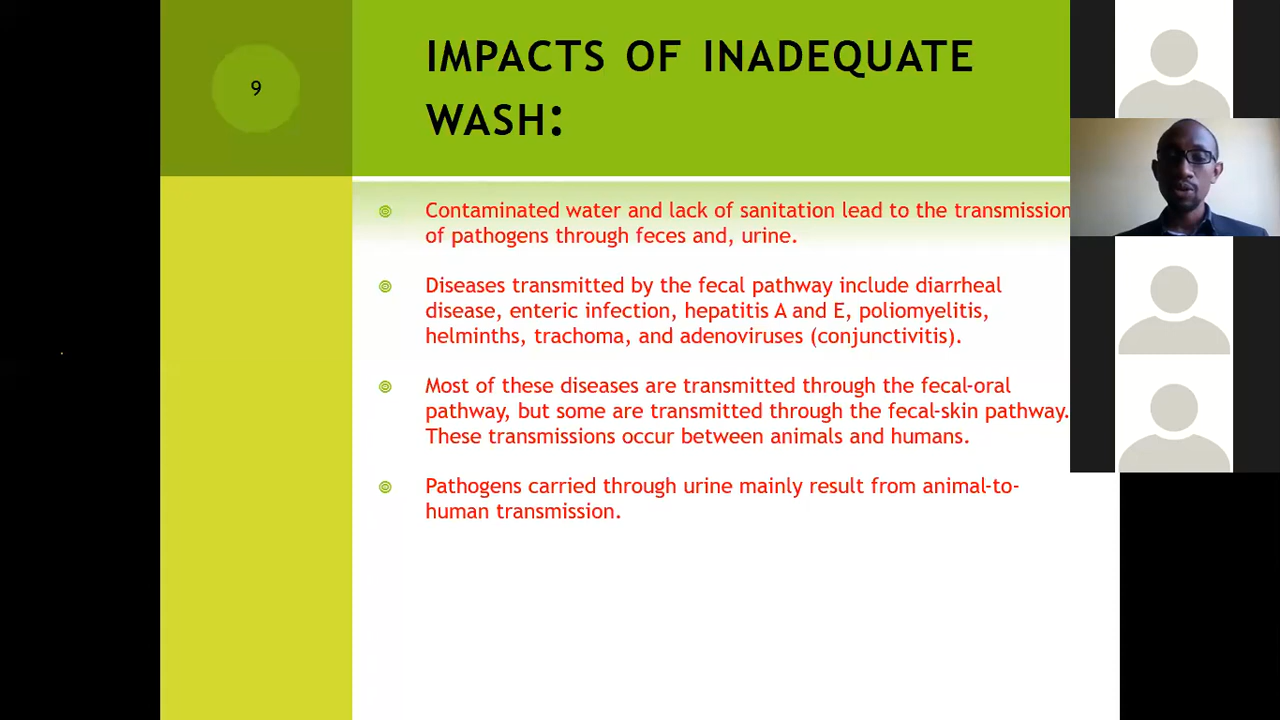 9
IMPACTS OF INADEQUATE
WASH:
Contaminated water and lack of sanitation lead to the transmission
of pathogens through feces and, urine.
Diseases transmitted by the fecal pathway include diarrheal
disease, enteric infection, hepatitis A and E, poliomyelitis,
helminths, trachoma, and adenoviruses (conjunctivitis).
Most of these diseases are transmitted through the fecal-oral
pathway, but some are transmitted through the fecal-skin pathway.
These transmissions occur between animals and humans.
Pathogens carried through urine mainly result from animal-to-
human transmission.